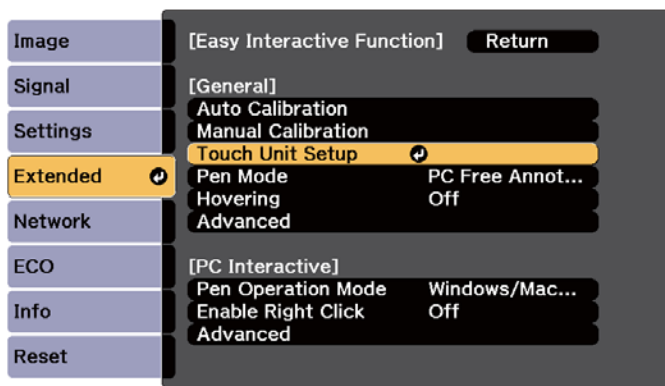 Image
Signal
Settings
Extended
Network
ECO
Info
Reset
[Easy Interactive Function] Return
[General]
Auto Calibration
Manual Calibration
Touch Unit Setup
Pen Mode PC Free Annot...
Hovering Off
Advanced
[PC Interactive]
Pen Operation Mode Windows/Mac...
Enable Right Click Off
Advanced